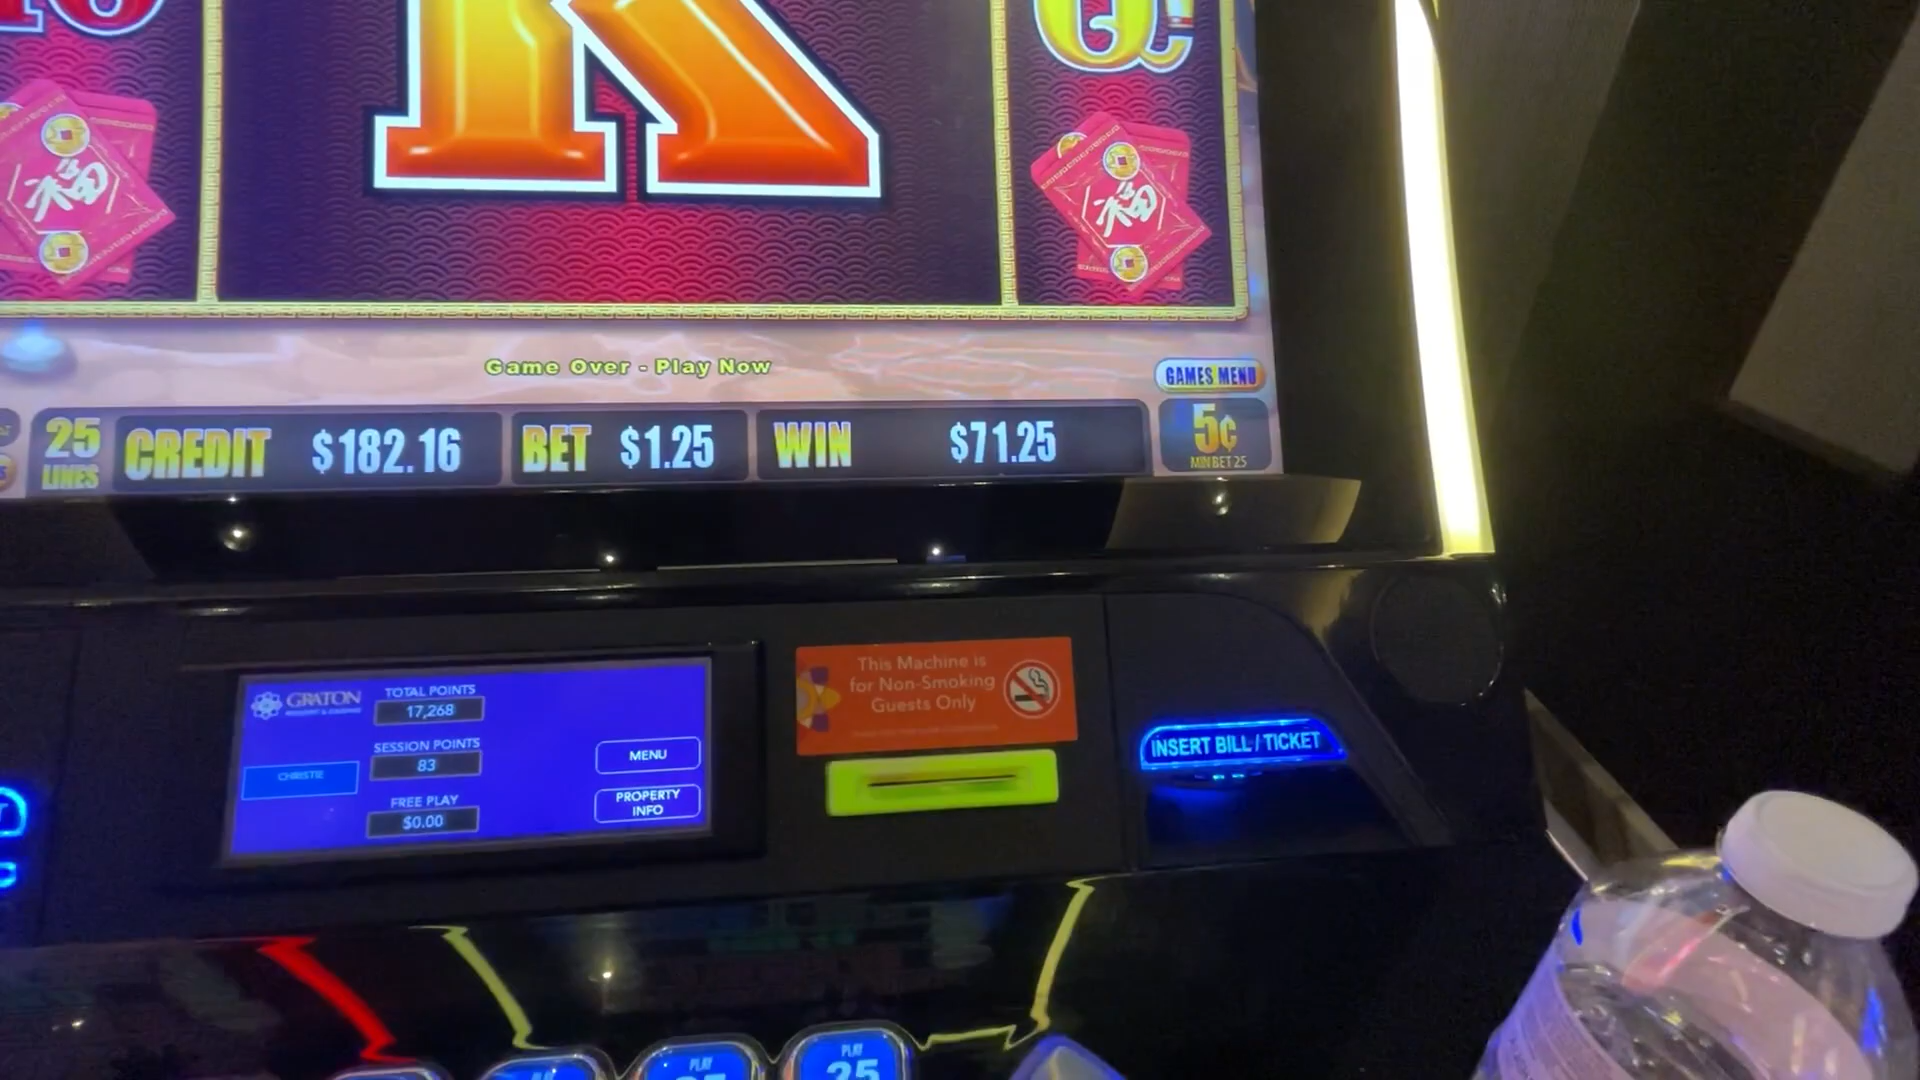 K
福
福
Game Over - Play Now
GAMES MENU
25 LINES
CREDIT $182.16
BET $1.25
WIN $71.25
5¢
MIN BET 25
GRATON
TOTAL POINTS
17,268
SESSION POINTS
83
CHRISTIE
FREE PLAY
$0.00
MENU
PROPERTY
INFO
This Machine is
for Non-Smoking
Guests Only
INSERT BILL / TICKET
PLAY
PLAY
25